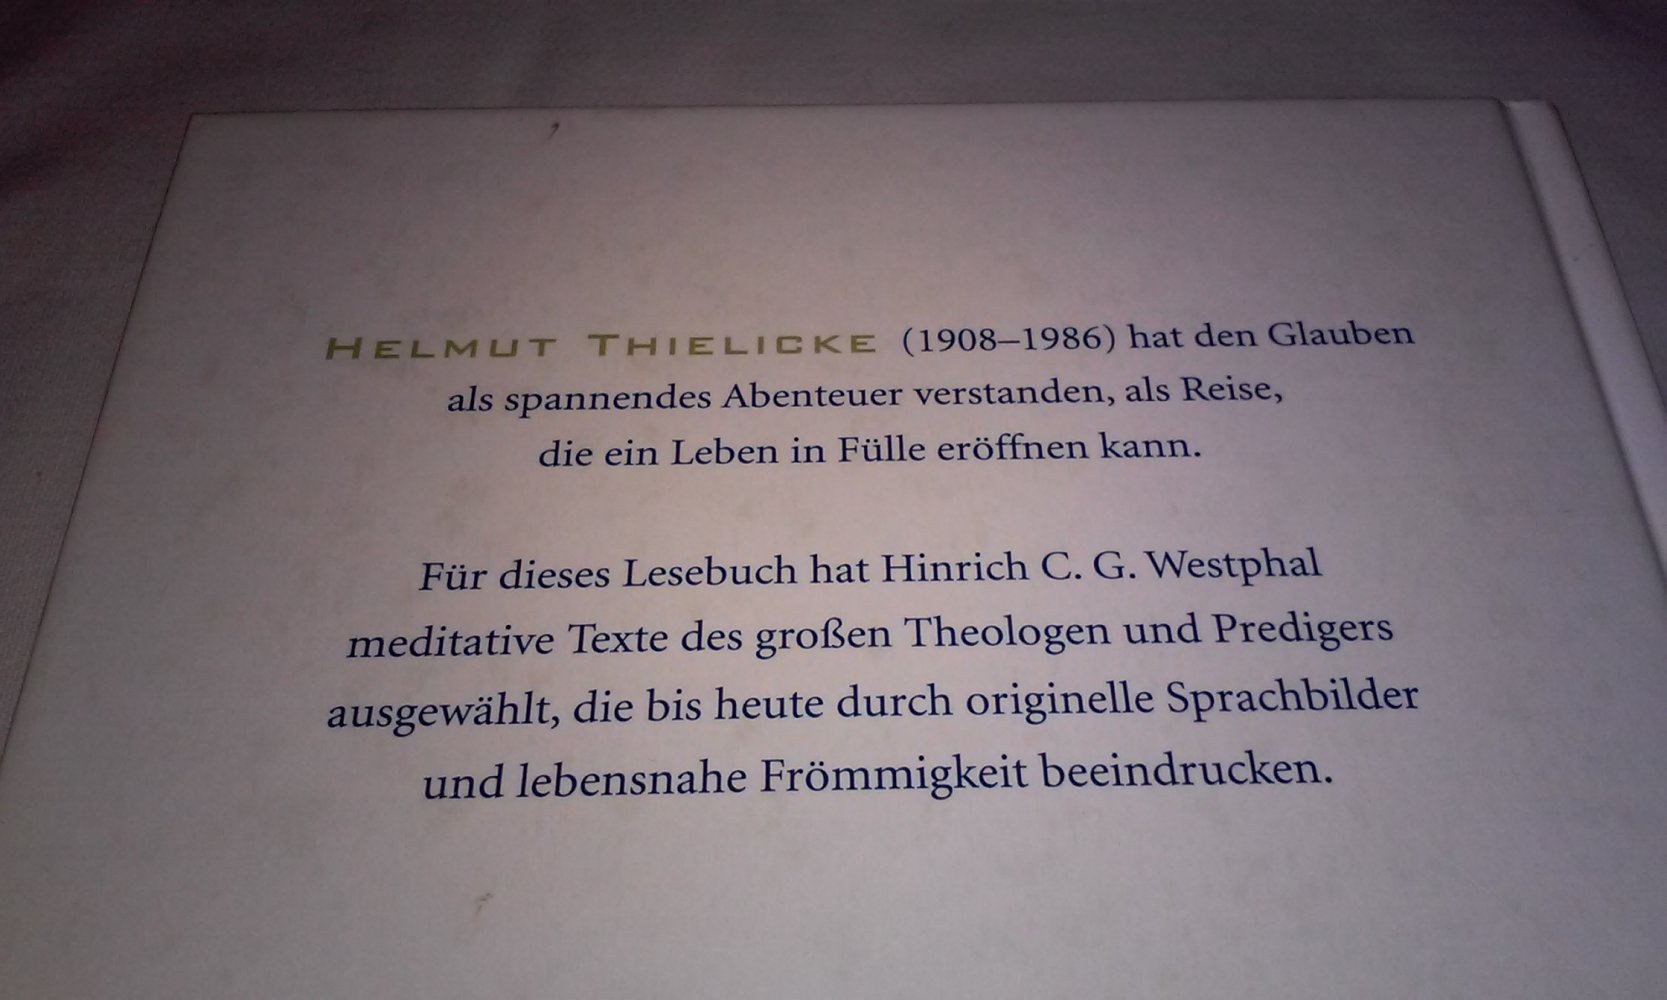 HELMUT THIELICKE (1908–1986) hat den Glauben
als spannendes Abenteuer verstanden, als Reise,
die ein Leben in Fülle eröffnen kann.
Für dieses Lesebuch hat Hinrich C. G. Westphal
meditative Texte des großen Theologen und Predigers
ausgewählt, die bis heute durch originelle Sprachbilder
und lebensnahe Frömmigkeit beeindrucken.